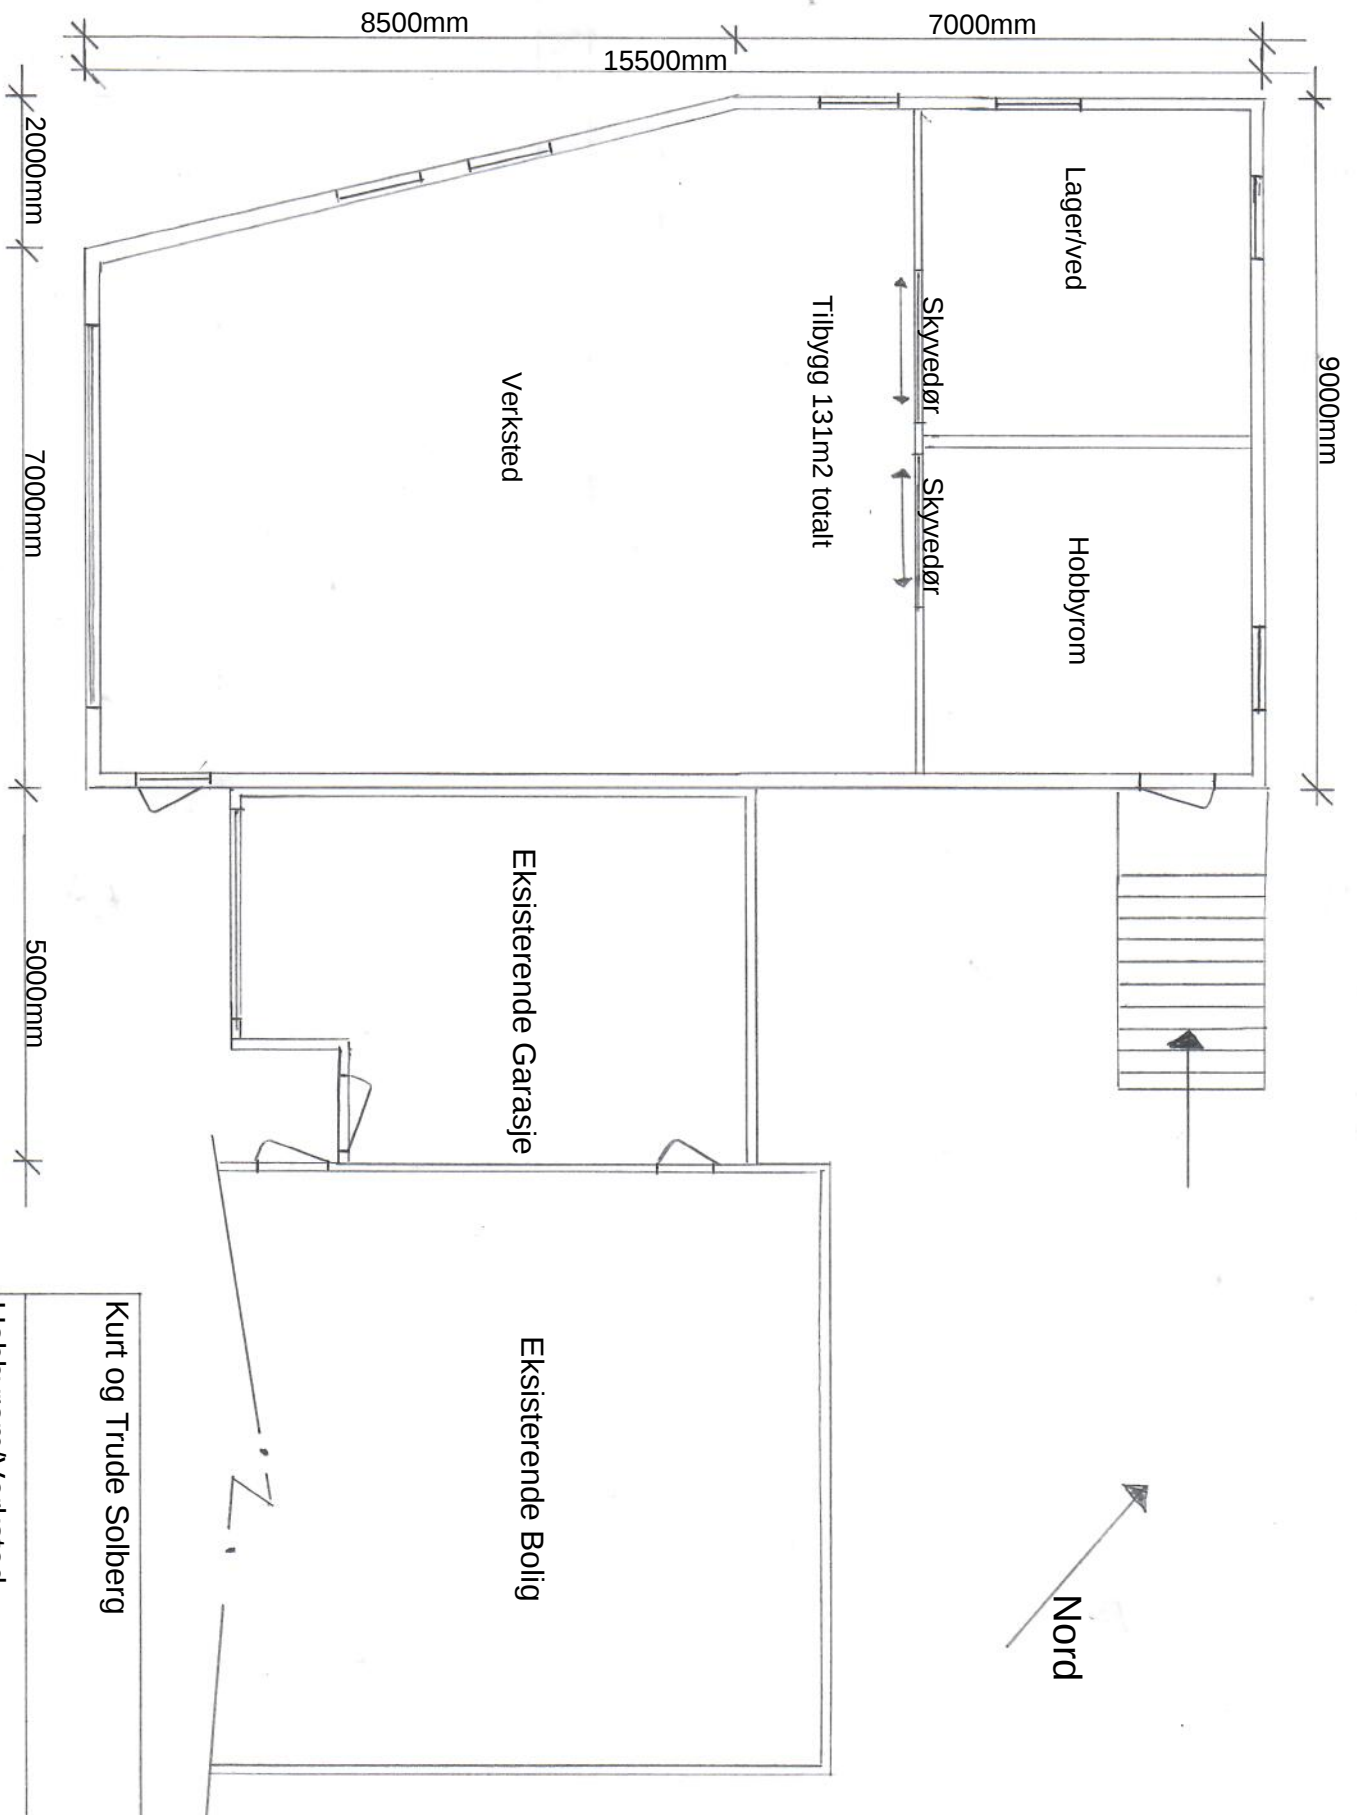 8500mm
7000mm
15500mm
2000mm
7000mm
5000mm
9000mm
Lager/ved
Skyvedør
Tilbygg 131m2 totalt
Verksted
Skyvedør
Hobbyrom
Eksisterende Garasje
Eksisterende Bolig
Nord
Kurt og Trude Solberg